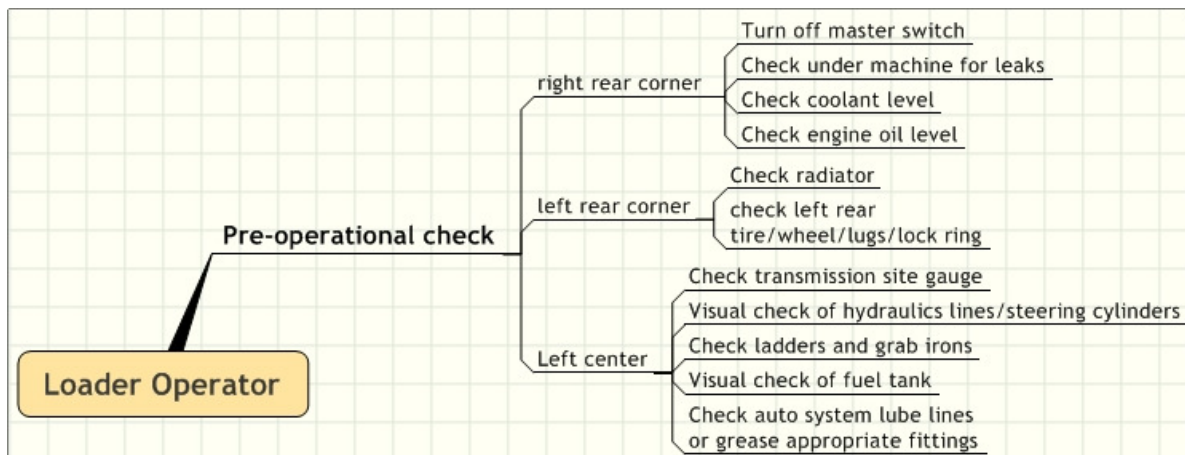 Turn off master switch
Check under machine for leaks
right rear corner
Check coolant level
Check engine oil level
Check radiator
left rear corner
check left rear
tire/wheel/lugs/lock ring
Pre-operational check
Check transmission site gauge
Visual check of hydraulics lines/steering cylinders
Left center
Check ladders and grab irons
Visual check of fuel tank
Check auto system lube lines
or grease appropriate fittings
Loader Operator